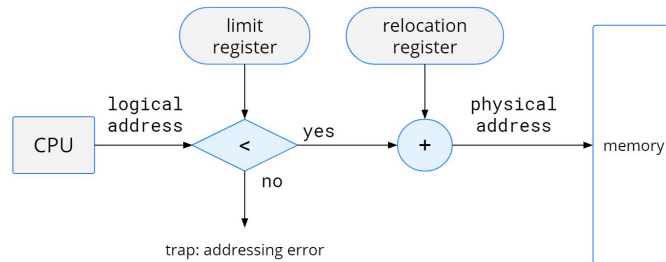 limit
register
relocation
register
logical
address
physical
address
CPU
<
yes
+
memory
no
trap: addressing error